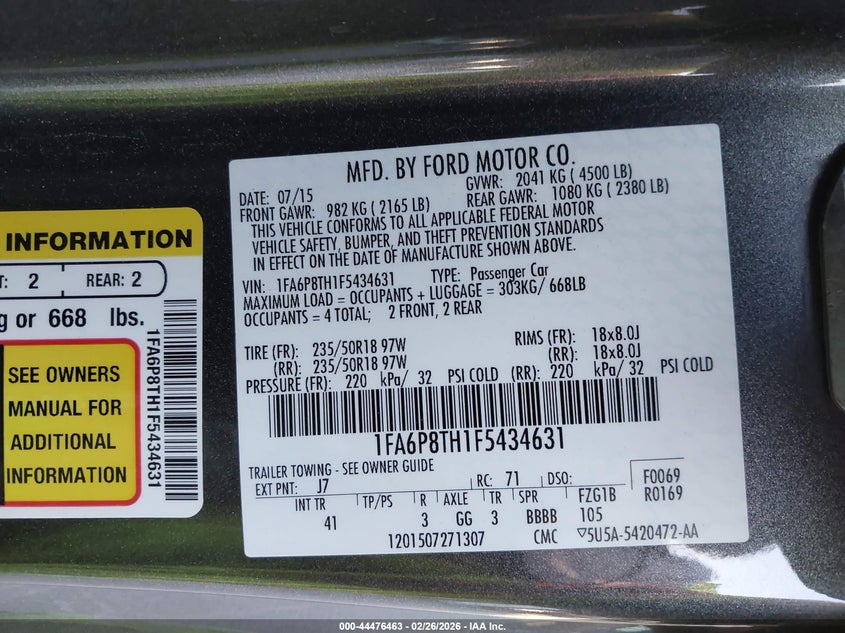 INFORMATION
T: 2 REAR: 2
g or 668 lbs.
SEE OWNERS
MANUAL FOR
ADDITIONAL
INFORMATION
1FA6P8TH1F5434631
MFD. BY FORD MOTOR CO.
DATE: 07/15 GVWR: 2041 KG ( 4500 LB)
FRONT GAWR: 982 KG ( 2165 LB) REAR GAWR: 1080 KG ( 2380 LB)
THIS VEHICLE CONFORMS TO ALL APPLICABLE FEDERAL MOTOR
VEHICLE SAFETY, BUMPER, AND THEFT PREVENTION STANDARDS
IN EFFECT ON THE DATE OF MANUFACTURE SHOWN ABOVE.
VIN: 1FA6P8TH1F5434631 TYPE: Passenger Car
MAXIMUM LOAD = OCCUPANTS + LUGGAGE = 303KG/ 668LB
OCCUPANTS = 4 TOTAL; 2 FRONT, 2 REAR
TIRE (FR): 235/50R18 97W RIMS (FR): 18x8.0J
(RR): 235/50R18 97W (RR): 18x8.0J
PRESSURE (FR): 220 kPa/ 32 PSI COLD (RR): 220 kPa/ 32 PSI COLD
1FA6P8TH1F5434631
TRAILER TOWING - SEE OWNER GUIDE
EXT PNT: J7 RC: 71 DSO: F0069
INT TR TP/PS R AXLE TR SPR FZG1B R0169
41 3 GG 3 BBBB 105
1201507271307 CMC ▽5U5A-5420472-AA
000-44476463 - 02/26/2026 - IAA Inc.